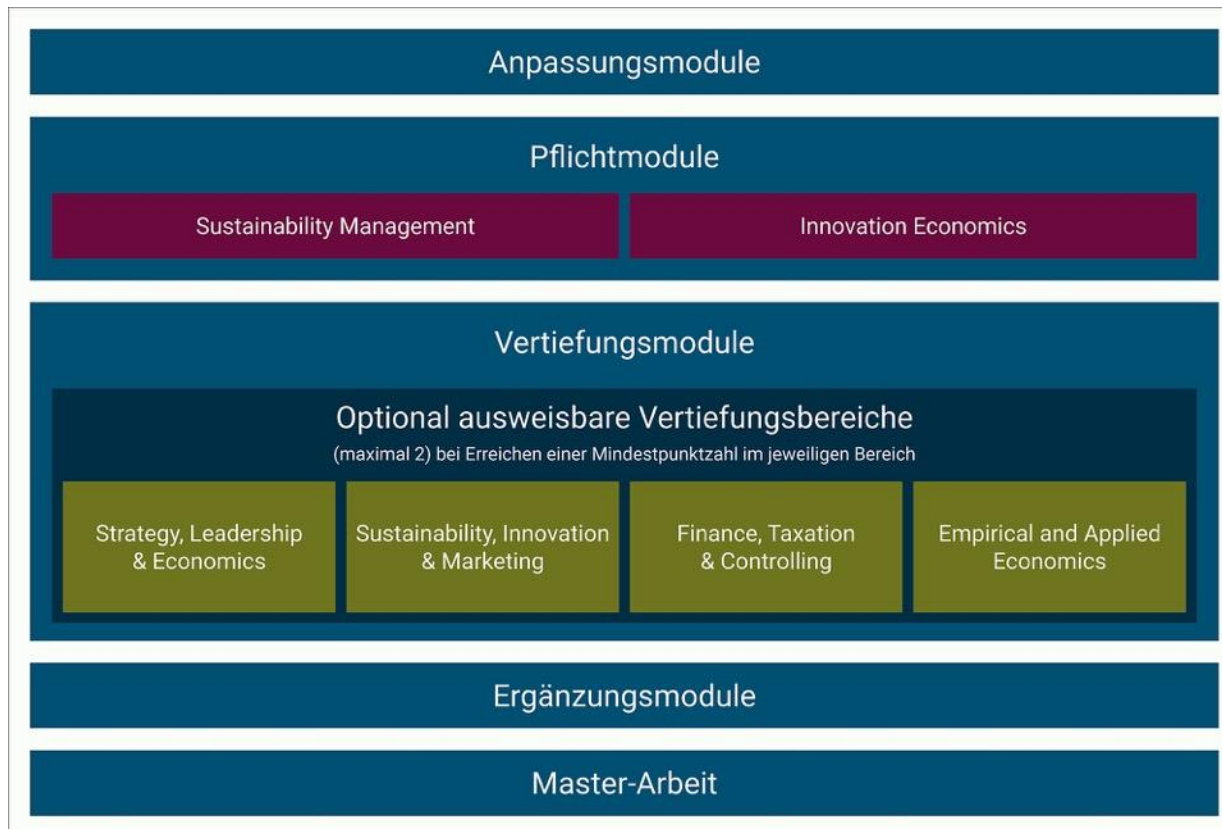 Anpassungsmodule
Pflichtmodule
Sustainability Management
Innovation Economics
Vertiefungsmodule
Optional ausweisbare Vertiefungsbereiche
(maximal 2) bei Erreichen einer Mindestpunktzahl im jeweiligen Bereich
Strategy, Leadership
& Economics
Sustainability, Innovation
& Marketing
Finance, Taxation
& Controlling
Empirical and Applied
Economics
Ergänzungsmodule
Master-Arbeit